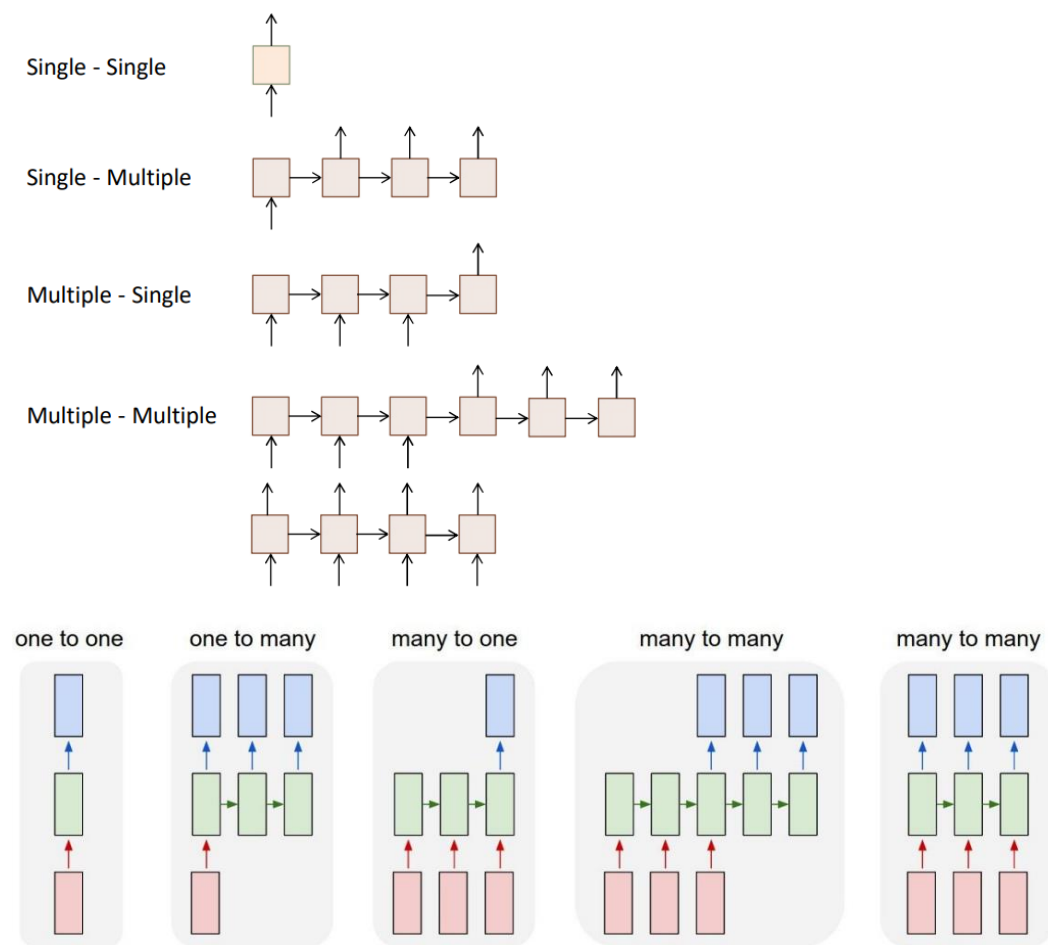 Single - Single
Single - Multiple
Multiple - Single
Multiple - Multiple
one to one
one to many
many to one
many to many
many to many